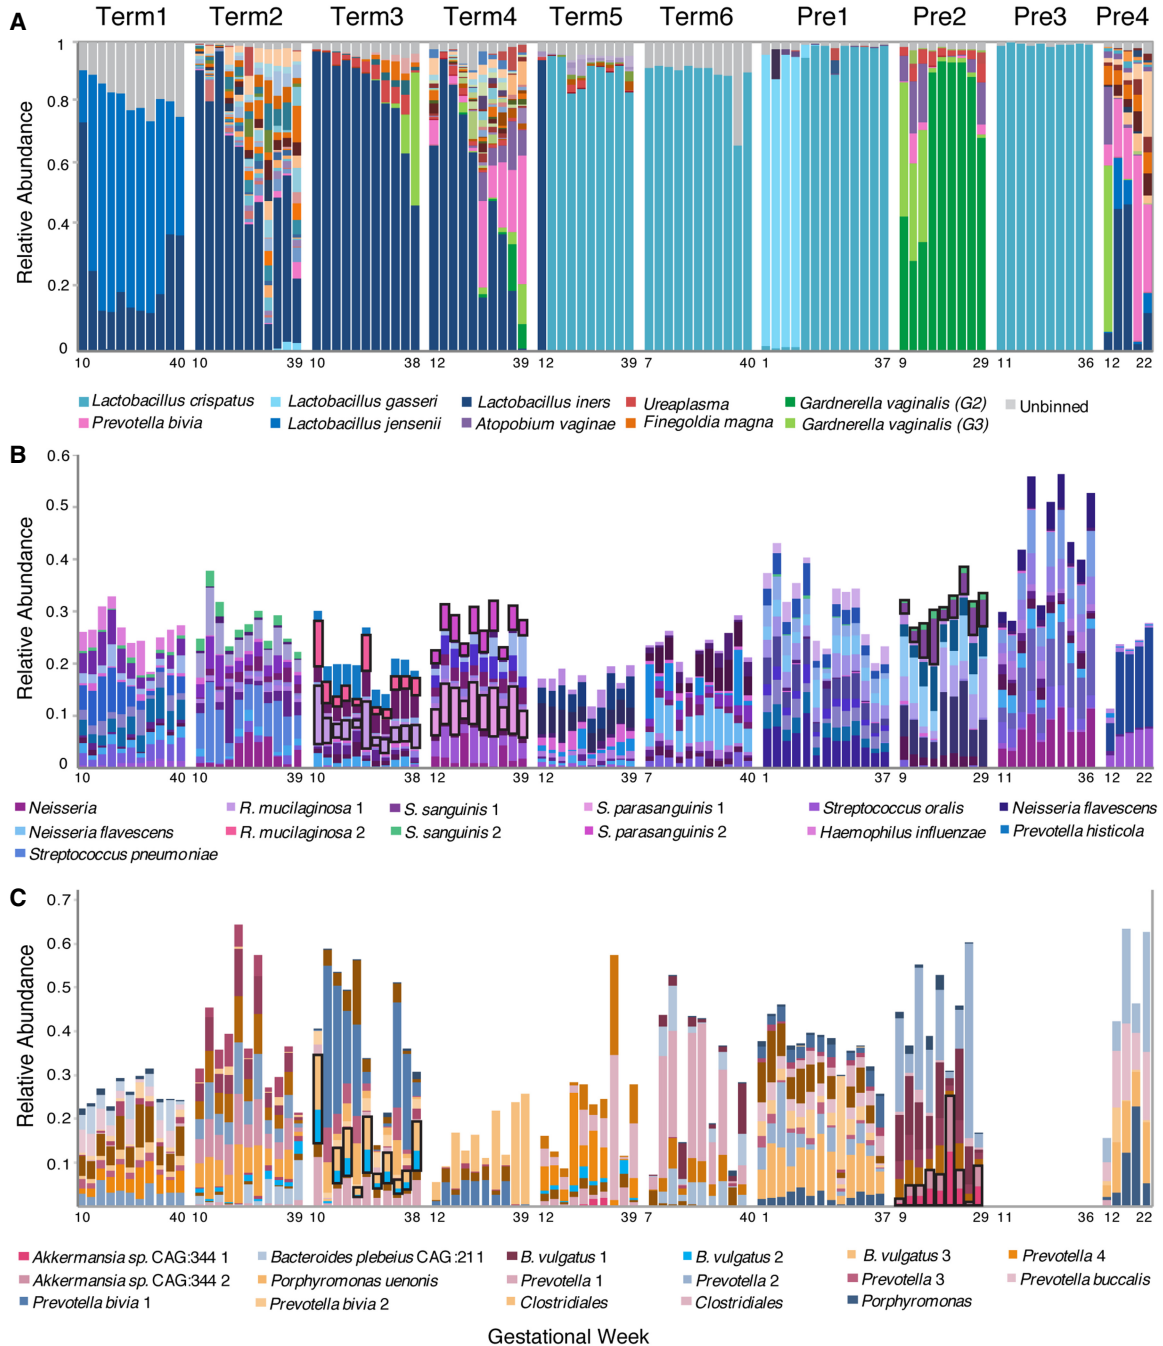 A
Term1 Term2 Term3 Term4 Term5 Term6 Pre1 Pre2 Pre3 Pre4
Relative Abundance
1
0.8
0.6
0.4
0.2
0
10 40 10 39 10 38 12 39 12 39 7 40 1 37 9 29 11 36 12 22
Lactobacillus crispatus Lactobacillus gasseri Lactobacillus iners Ureaplasma Gardnerella vaginalis (G2) Unbinned
Prevotella bivia Lactobacillus jensenii Atopobium vaginae Finegoldia magna Gardnerella vaginalis (G3)
B
Relative Abundance
0.6
0.5
0.4
0.3
0.2
0.1
0
10 40 10 39 10 38 12 39 12 39 7 40 1 37 9 29 11 36 12 22
Neisseria R. mucilaginosa 1 S. sanguinis 1 S. parasanguinis 1 Streptococcus oralis Neisseria flavescens
Neisseria flavescens R. mucilaginosa 2 S. sanguinis 2 S. parasanguinis 2 Haemophilus influenzae Prevotella histicola
Streptococcus pneumoniae
C
Relative Abundance
0.7
0.6
0.5
0.4
0.3
0.2
0.1
10 40 10 39 10 38 12 39 12 39 7 40 1 37 9 29 11 36 12 22
Akkermansia sp. CAG:344 1 Bacteroides plebeius CAG:211 B. vulgatus 1 B. vulgatus 2 B. vulgatus 3 Prevotella 4
Akkermansia sp. CAG:344 2 Porphyromonas uenonis Prevotella 1 Prevotella 2 Prevotella 3 Prevotella buccalis
Prevotella bivia 1 Prevotella bivia 2 Clostridiales Clostridiales Porphyromonas
Gestational Week